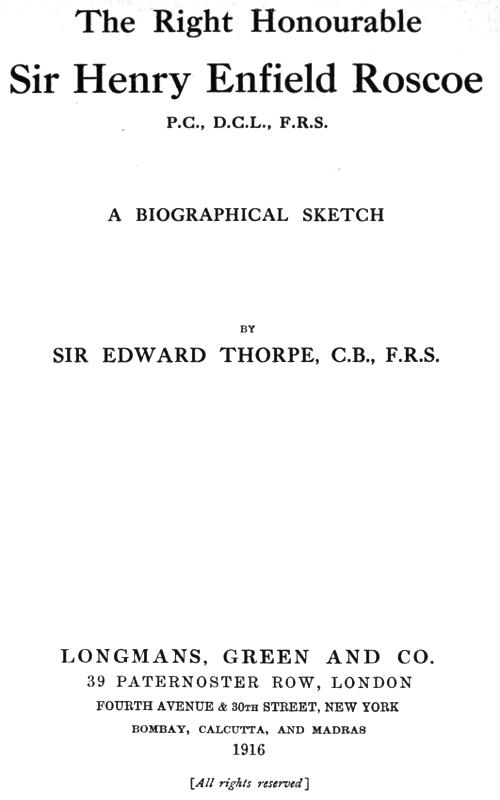 The Right Honourable
Sir Henry Enfield Roscoe
P.C., D.C.L., F.R.S.
A BIOGRAPHICAL SKETCH
BY
SIR EDWARD THORPE, C.B., F.R.S.
LONGMANS, GREEN AND CO.
39 PATERNOSTER ROW, LONDON
FOURTH AVENUE & 30TH STREET, NEW YORK
BOMBAY, CALCUTTA, AND MADRAS
1916
[All rights reserved]